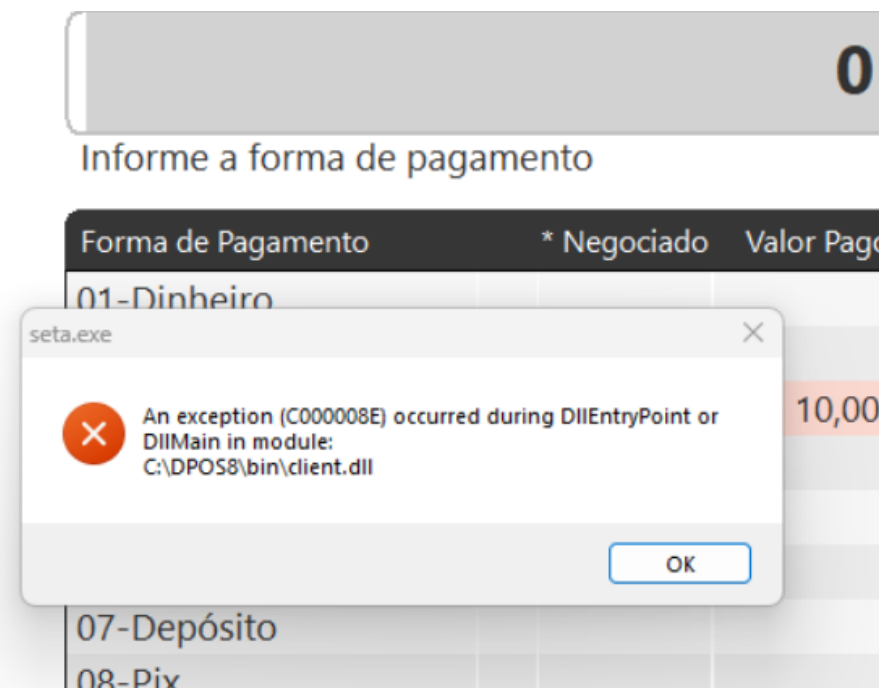 0
Informe a forma de pagamento
Forma de Pagamento * Negociado Valor Pago
01-Dinheiro
seta.exe
10,00
An exception (C000008E) occurred during DllEntryPoint or
DllMain in module:
C:\DPOS8\bin\client.dll
OK
07-Depósito
08-Pix